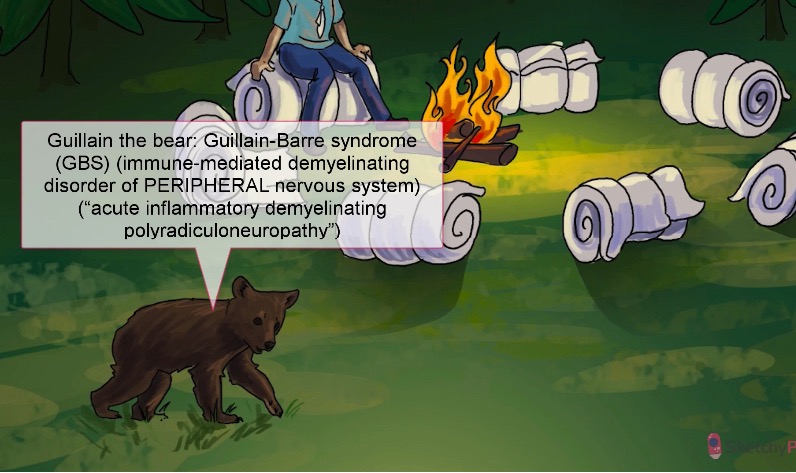 Guillain the bear: Guillain-Barre syndrome
(GBS) (immune-mediated demyelinating
disorder of PERIPHERAL nervous system)
("acute inflammatory demyelinating
polyradiculoneuropathy")
SketchyP